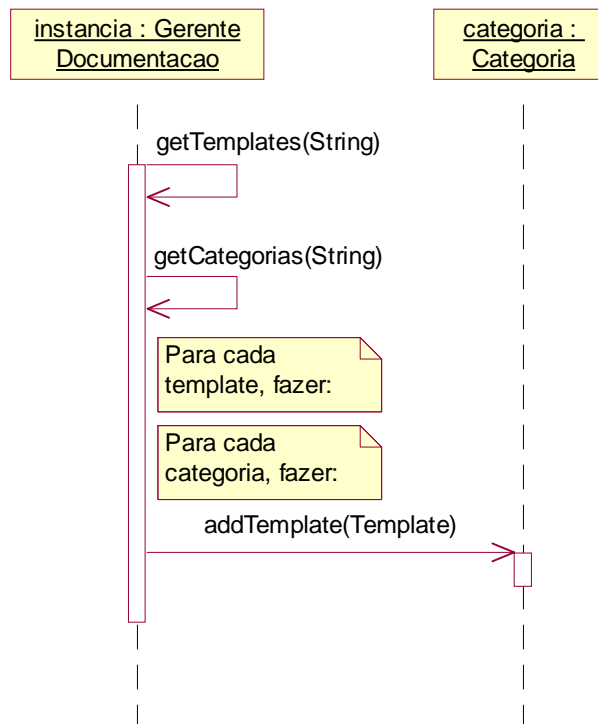 instancia : Gerente
Documentacao
categoria :
Categoria
getTemplates(String)
getCategorias(String)
Para cada
template, fazer:
Para cada
categoria, fazer:
addTemplate(Template)